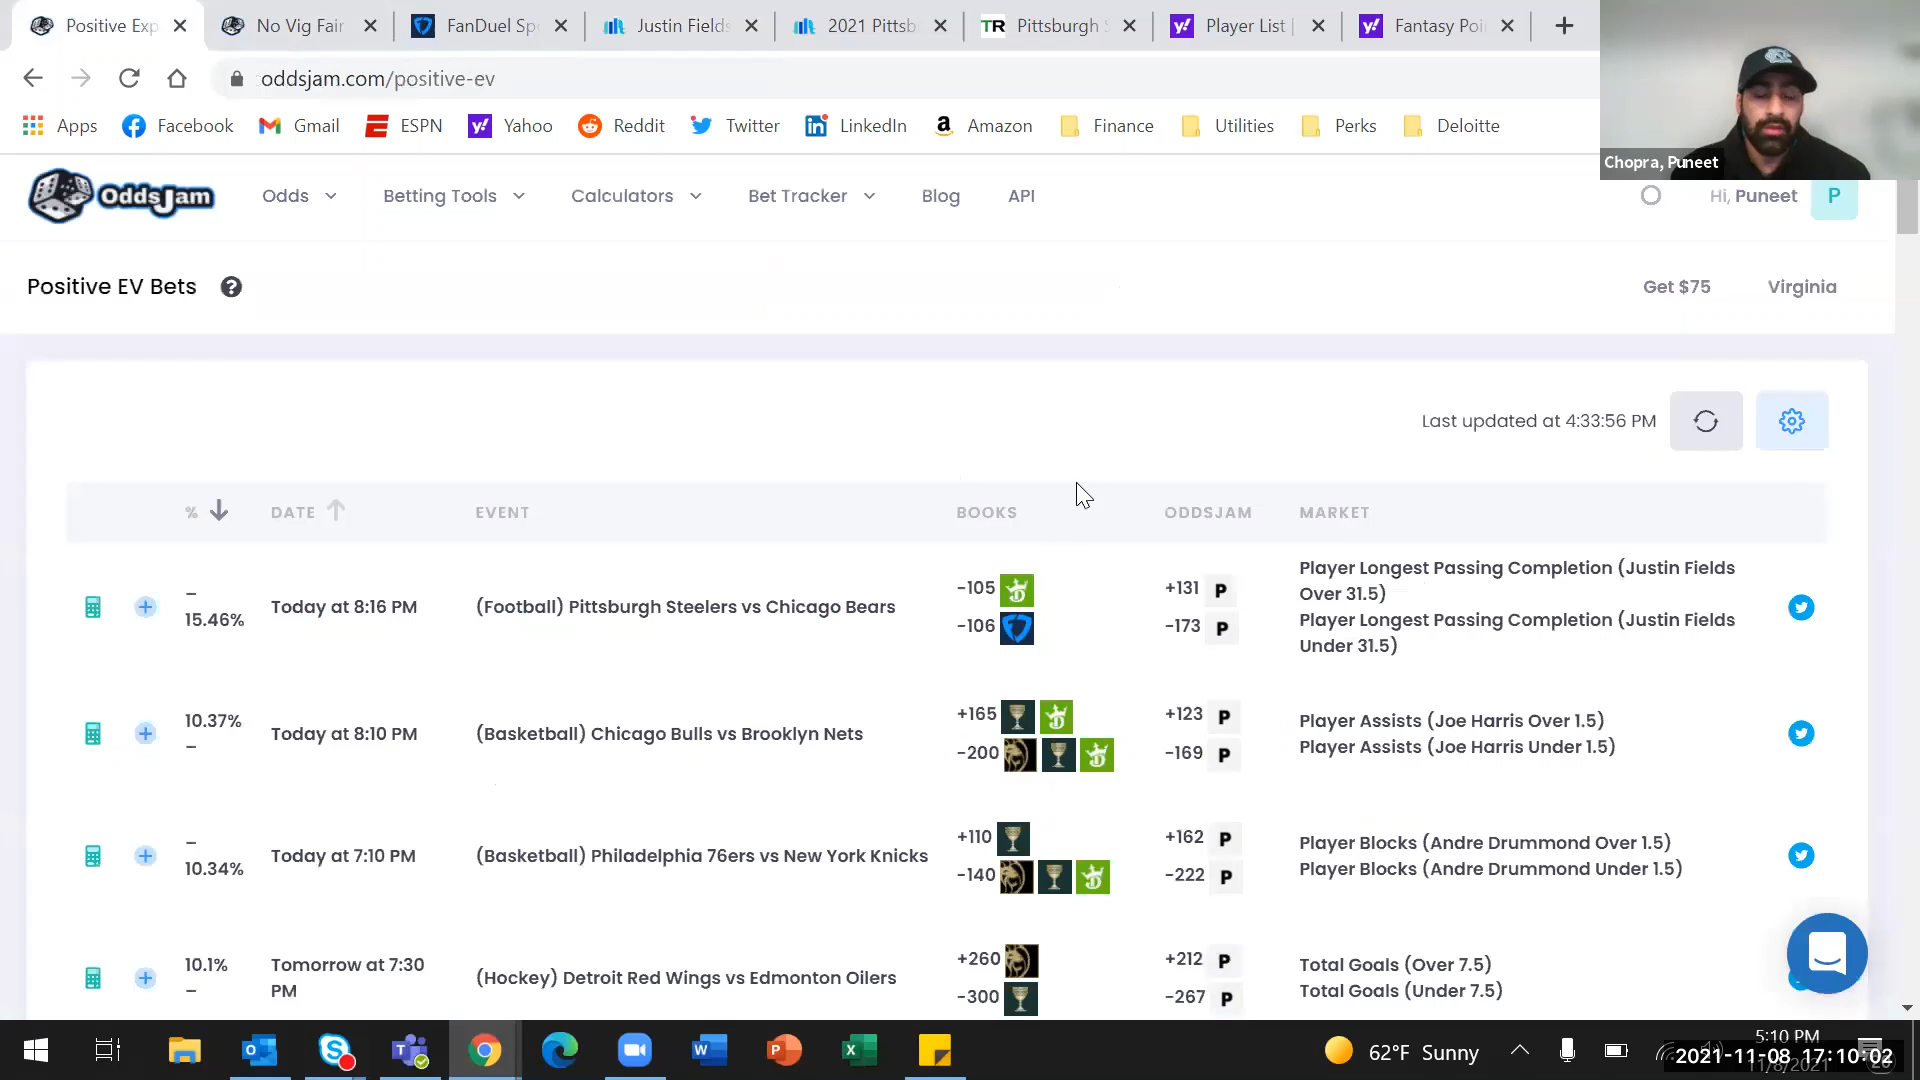 Positive Exp
No Vig Fair
FanDuel Sp
Justin Fields
2021 Pittsb
TR Pittsburgh S
Player List |
Fantasy Poi
oddsjam.com/positive-ev
Apps
Facebook
Gmail
ESPN
Yahoo
Reddit
Twitter
LinkedIn
Amazon
Finance
Utilities
Perks
Deloitte
Chopra, Puneet
OddsJam
Odds
Betting Tools
Calculators
Bet Tracker
Blog
API
Hi, Puneet
P
Positive EV Bets
Get $75
Virginia
Last updated at 4:33:56 PM
% DATE EVENT BOOKS ODDSJAM MARKET
–
15.46%
Today at 8:16 PM
(Football) Pittsburgh Steelers vs Chicago Bears
-105
-106
+131 P
-173 P
Player Longest Passing Completion (Justin Fields
Over 31.5)
Player Longest Passing Completion (Justin Fields
Under 31.5)
10.37%
–
Today at 8:10 PM
(Basketball) Chicago Bulls vs Brooklyn Nets
+165
-200
+123 P
-169 P
Player Assists (Joe Harris Over 1.5)
Player Assists (Joe Harris Under 1.5)
–
10.34%
Today at 7:10 PM
(Basketball) Philadelphia 76ers vs New York Knicks
+110
-140
+162 P
-222 P
Player Blocks (Andre Drummond Over 1.5)
Player Blocks (Andre Drummond Under 1.5)
10.1%
–
Tomorrow at 7:30
PM
(Hockey) Detroit Red Wings vs Edmonton Oilers
+260
-300
+212 P
-267 P
Total Goals (Over 7.5)
Total Goals (Under 7.5)
62°F Sunny
5:10 PM
2021-11-08 17:10:02